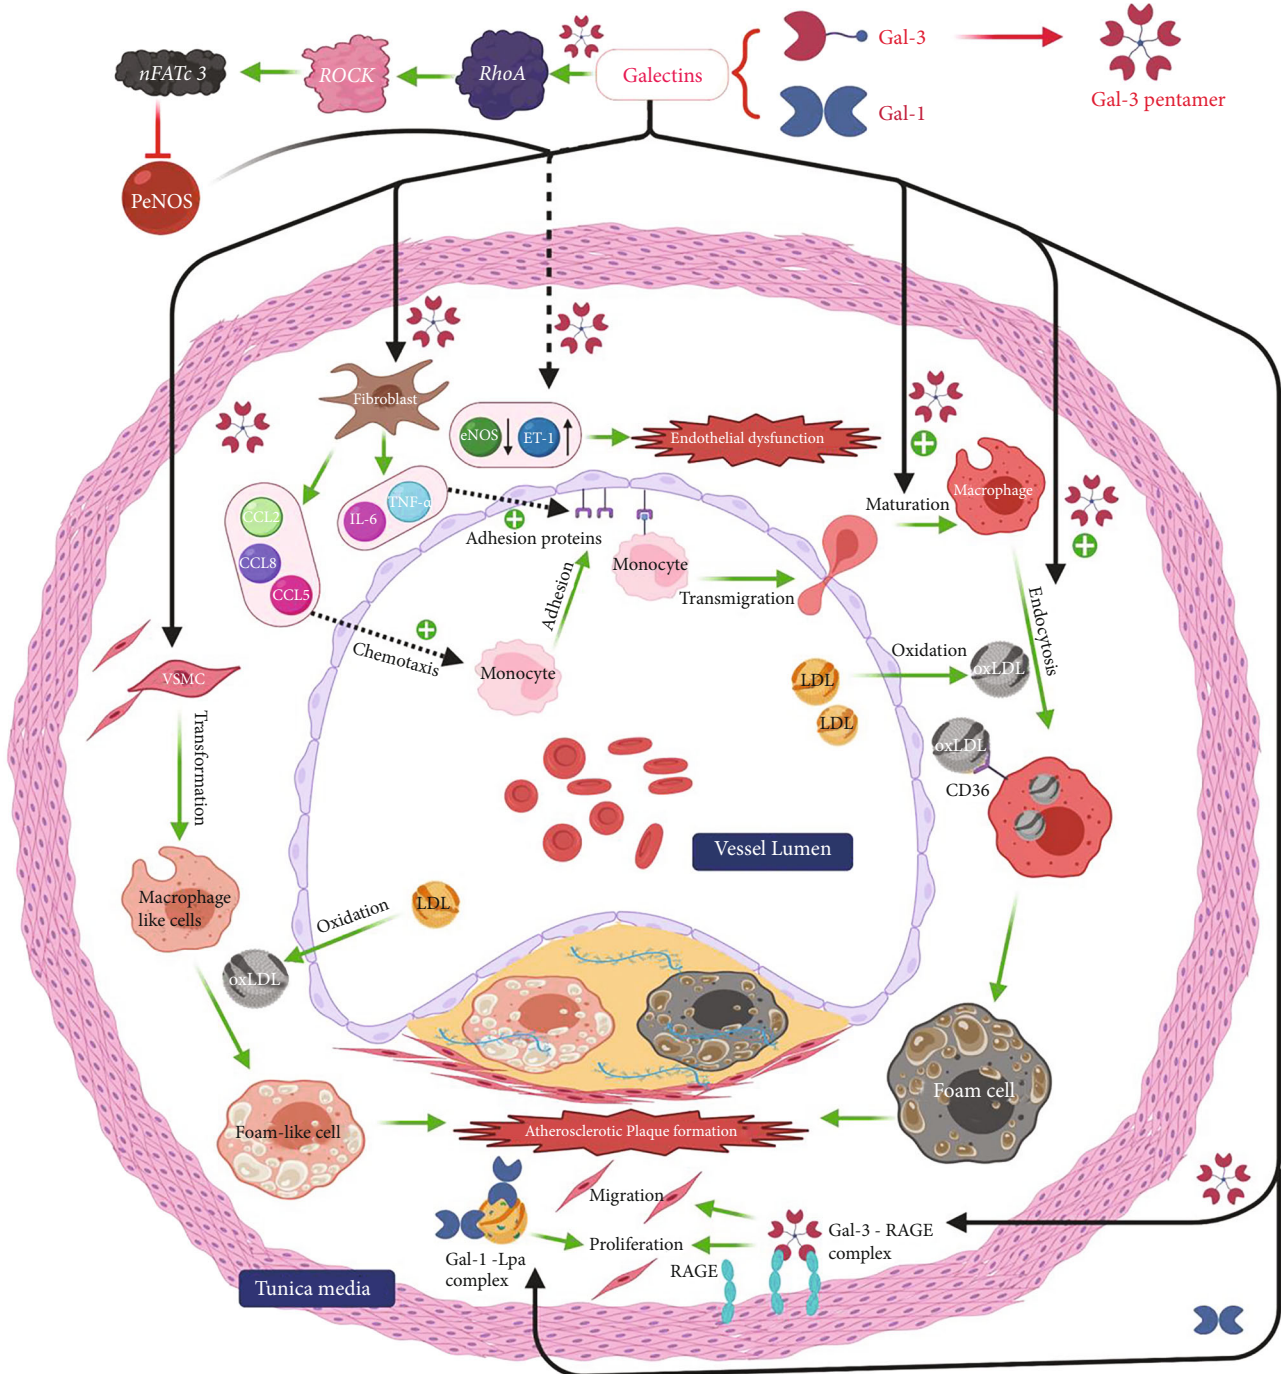 nFATc 3
ROCK
RhoA
Galectins
Gal-3
Gal-1
Gal-3 pentamer
PeNOS
Fibroblast
eNOS
ET-1
Endothelial dysfunction
Macrophage
Maturation
CCL2
CCL8
CCL5
IL-6
TNF-α
Adhesion proteins
Adhesion
Monocyte
Transmigration
Chemotaxis
Monocyte
Endocytosis
Oxidation
oxLDL
LDL
LDL
oxLDL
CD36
VSMC
Transformation
Vessel Lumen
Macrophage
like cells
Oxidation
LDL
oxLDL
Foam cell
Foam-like cell
Atherosclerotic Plaque formation
Migration
Proliferation
Gal-1 -Lpa
complex
RAGE
Gal-3 - RAGE
complex
Tunica media